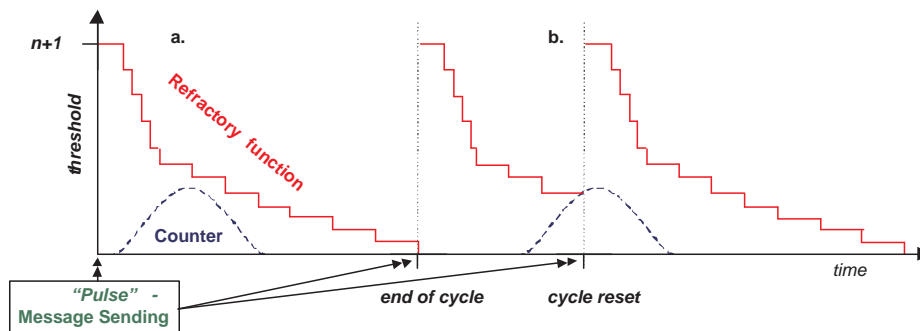 a.
b.
n+1
threshold
Refractory function
Counter
time
"Pulse" -
Message Sending
end of cycle
cycle reset